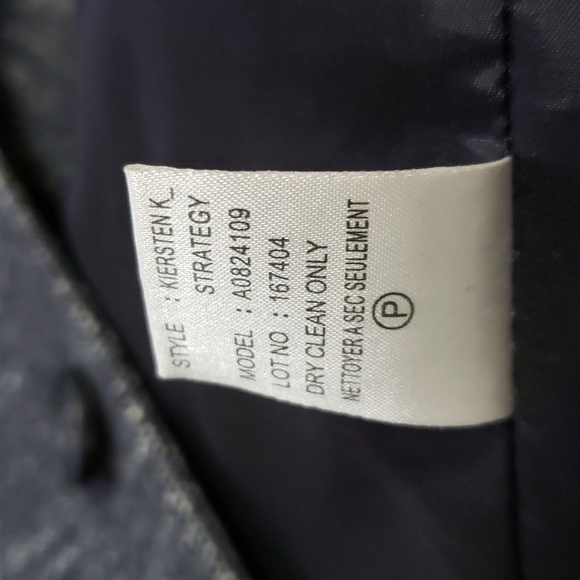 STYLE : KIERSTEN K_
STRATEGY
MODEL : A0824109
LOT NO : 167404
DRY CLEAN ONLY
NETTOYER A SEC SEULEMENT
P